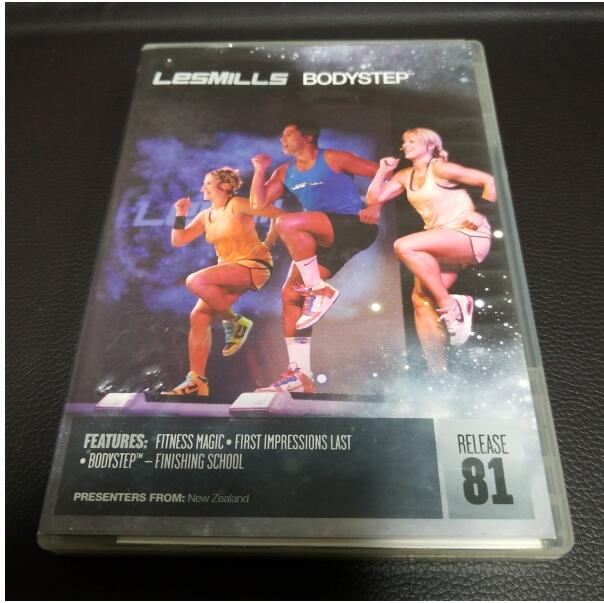 LESMILLS BODYSTEP
FEATURES: FITNESS MAGIC • FIRST IMPRESSIONS LAST
• BODYSTEP™ – FINISHING SCHOOL
PRESENTERS FROM: New Zealand
RELEASE
81